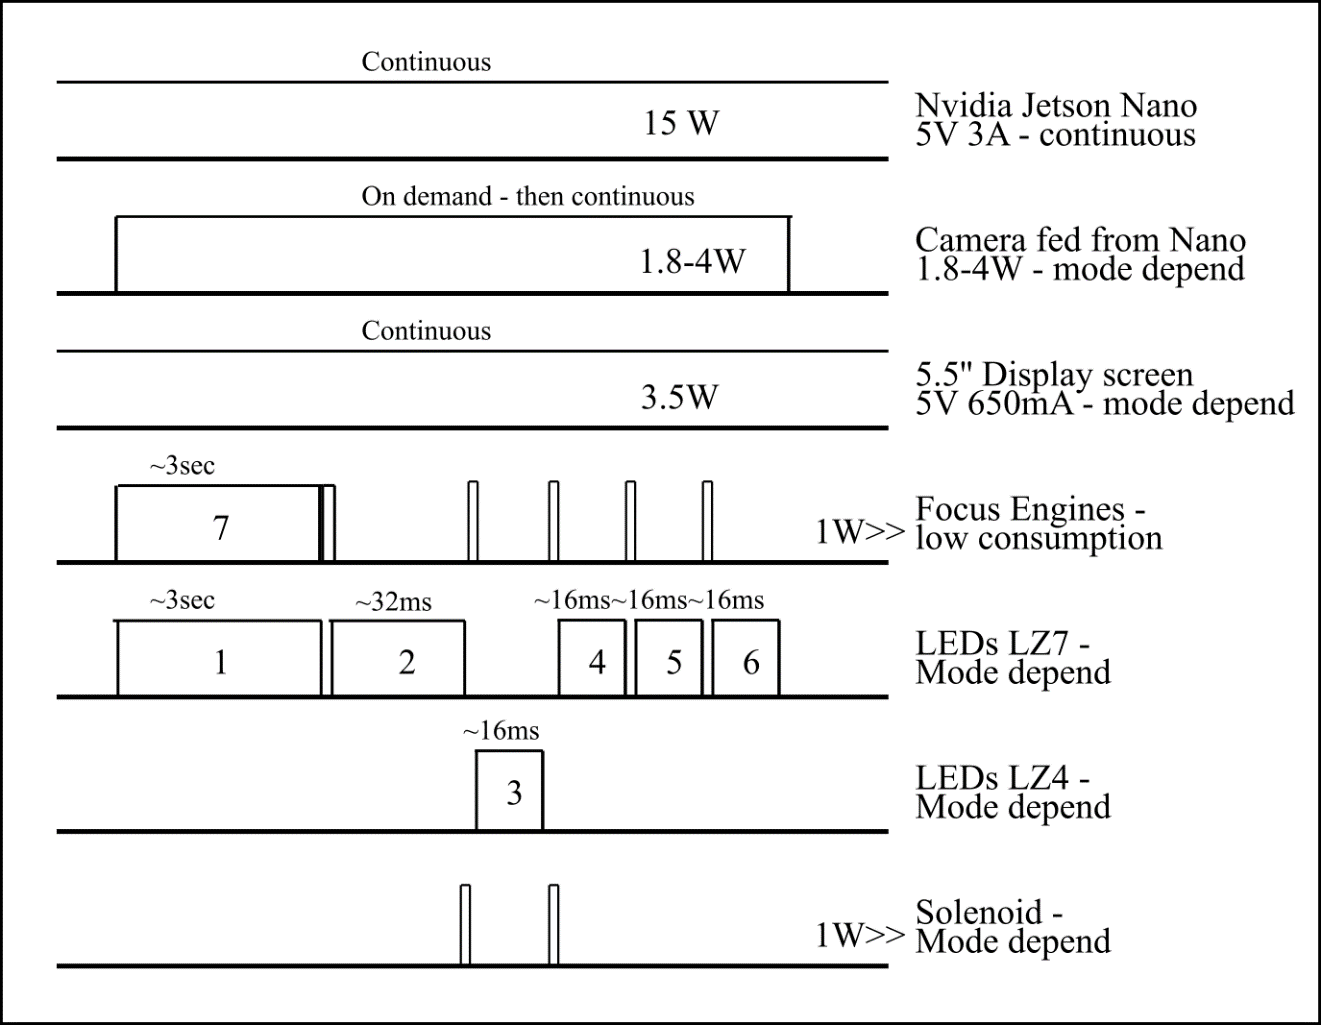 Continuous
15 W
Nvidia Jetson Nano
5V 3A - continuous
On demand - then continuous
1.8-4W
Camera fed from Nano
1.8-4W - mode depend
Continuous
3.5W
5.5" Display screen
5V 650mA - mode depend
~3sec
7
1W>>
Focus Engines -
low consumption
~3sec
~32ms
~16ms~16ms~16ms
1
2
4
5
6
LEDs LZ7 -
Mode depend
~16ms
3
LEDs LZ4 -
Mode depend
1W>>
Solenoid -
Mode depend